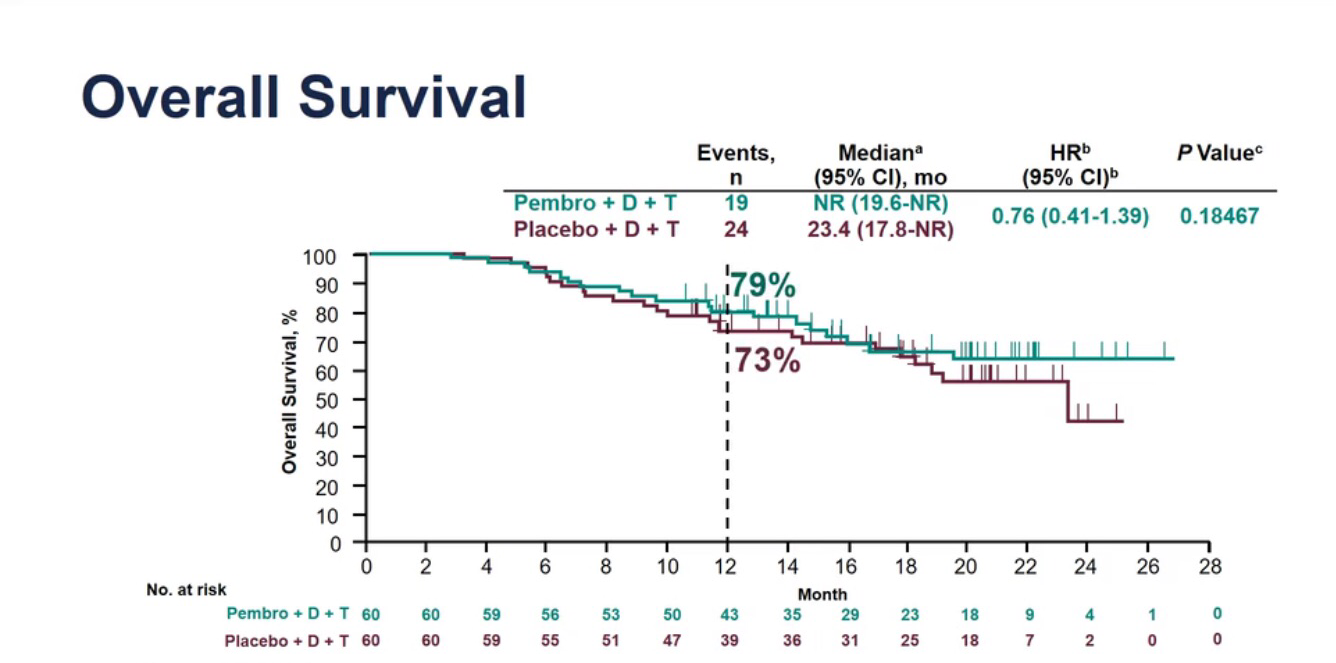 Overall Survival
Events, n Medianᵃ (95% CI), mo HRᵇ (95% CI)ᵇ P Valueᶜ
Pembro + D + T 19 NR (19.6-NR)
Placebo + D + T 24 23.4 (17.8-NR)
0.76 (0.41-1.39) 0.18467
Overall Survival, %
100
90
80
70
60
50
40
30
20
10
0
79%
73%
0 2 4 6 8 10 12 14 16 18 20 22 24 26 28
Month
No. at risk
Pembro + D + T 60 60 59 56 53 50 43 35 29 23 18 9 4 1 0
Placebo + D + T 60 60 59 55 51 47 39 36 31 25 18 7 2 0 0